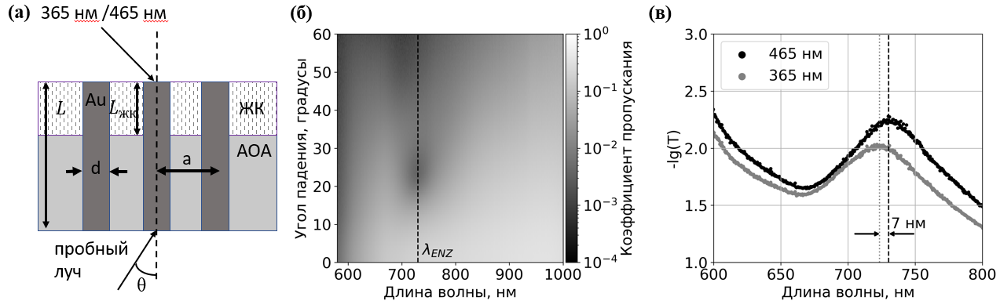 (а)
365 нм /465 нм
L
Au
Lжк
ЖК
АОА
d
a
пробный
луч
θ
(б)
60
50
40
30
20
10
0
Угол падения, градусы
λENZ
600
700
800
900
1000
Длина волны, нм
10⁰
10⁻¹
10⁻²
10⁻³
10⁻⁴
Коэффициент пропускания
(в)
3.0
2.5
2.0
1.5
1.0
-lg(T)
465 нм
365 нм
7 нм
600
650
700
750
800
Длина волны, нм